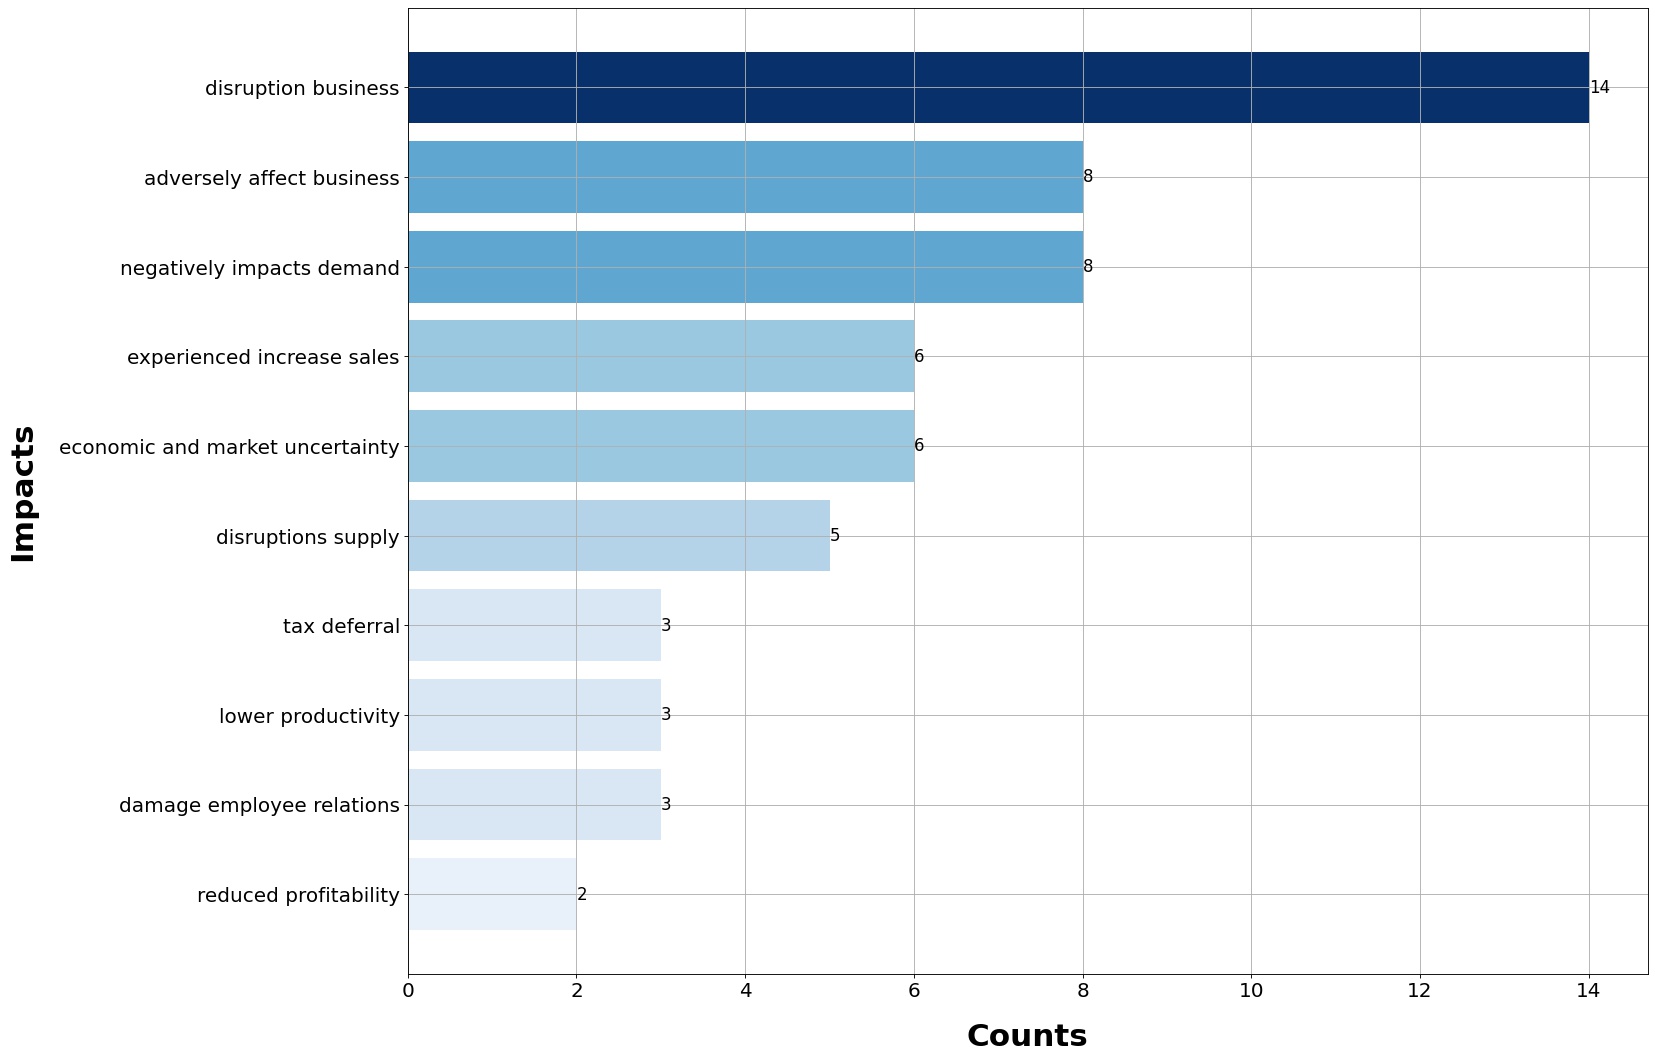 disruption business
14
adversely affect business
8
negatively impacts demand
8
experienced increase sales
6
economic and market uncertainty
6
disruptions supply
5
tax deferral
3
lower productivity
3
damage employee relations
3
reduced profitability
2
Impacts
0 2 4 6 8 10 12 14
Counts